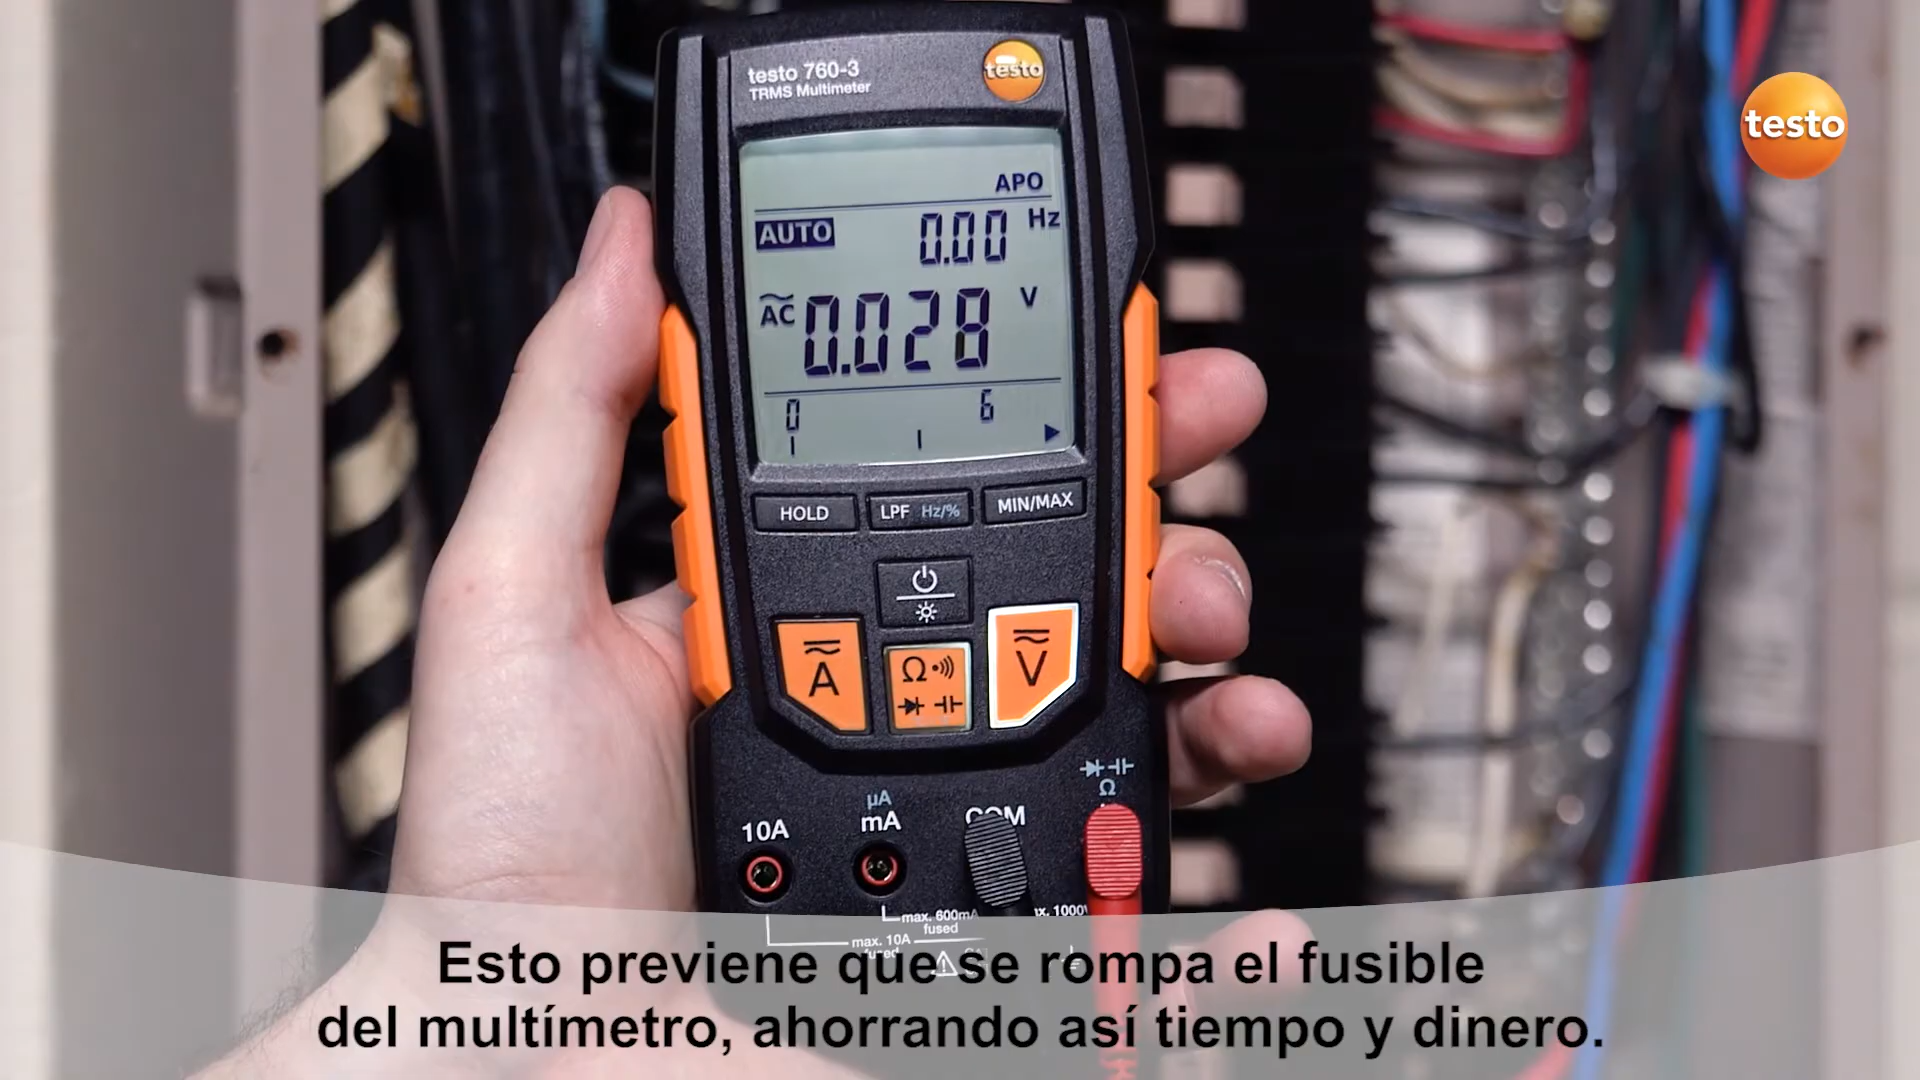 testo 760-3
TRMS Multimeter
testo
testo
APO
AUTO 0.00 Hz
AC 0.028 V
0 6
HOLD LPF Hz/% MIN/MAX
A Ω V
Ω
10A µA
mA COM
max. 600mA
fused
max. 10A
fused
1000V
Esto previene que se rompa el fusible
del multímetro, ahorrando así tiempo y dinero.